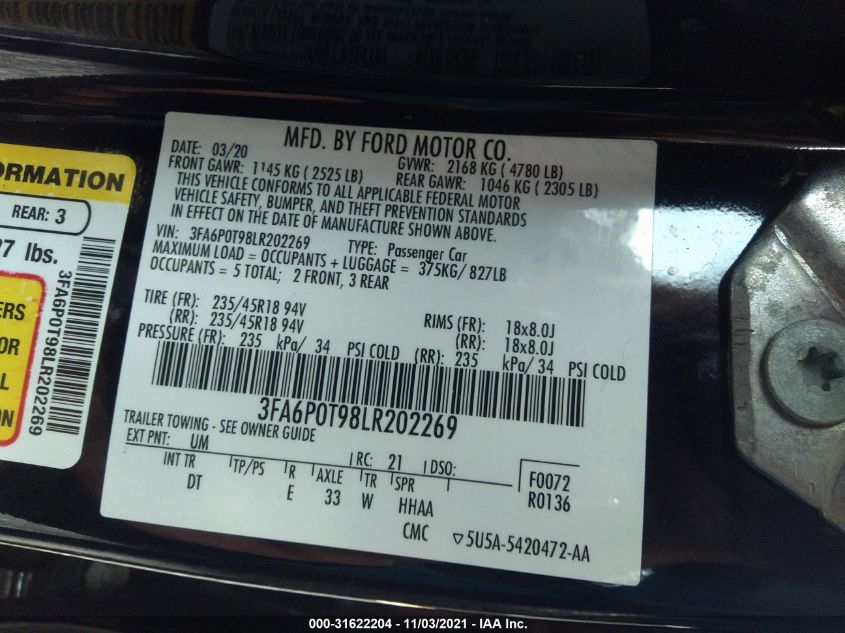 MFD. BY FORD MOTOR CO.
DATE: 03/20 GVWR: 2168 KG ( 4780 LB)
FRONT GAWR: 1145 KG ( 2525 LB) REAR GAWR: 1046 KG ( 2305 LB)
THIS VEHICLE CONFORMS TO ALL APPLICABLE FEDERAL MOTOR
VEHICLE SAFETY, BUMPER, AND THEFT PREVENTION STANDARDS
IN EFFECT ON THE DATE OF MANUFACTURE SHOWN ABOVE.
VIN: 3FA6P0T98LR202269 TYPE: Passenger Car
MAXIMUM LOAD = OCCUPANTS + LUGGAGE = 375KG/ 827LB
OCCUPANTS = 5 TOTAL; 2 FRONT, 3 REAR
TIRE (FR): 235/45R18 94V RIMS (FR): 18x8.0J
(RR): 235/45R18 94V (RR): 18x8.0J
PRESSURE (FR): 235 kPa/ 34 PSI COLD (RR): 235 kPa/ 34 PSI COLD
3FA6P0T98LR202269
TRAILER TOWING - SEE OWNER GUIDE
EXT PNT: UM RC: 21 DSO: F0072
R0136
INT TR TP/PS R AXLE TR SPR
DT E 33 W HHAA
CMC 5U5A-5420472-AA
ORMATION
REAR: 3
7 lbs.
ERS
OR
L
ON
3FA6P0T98LR202269
000-31622204 - 11/03/2021 - IAA Inc.